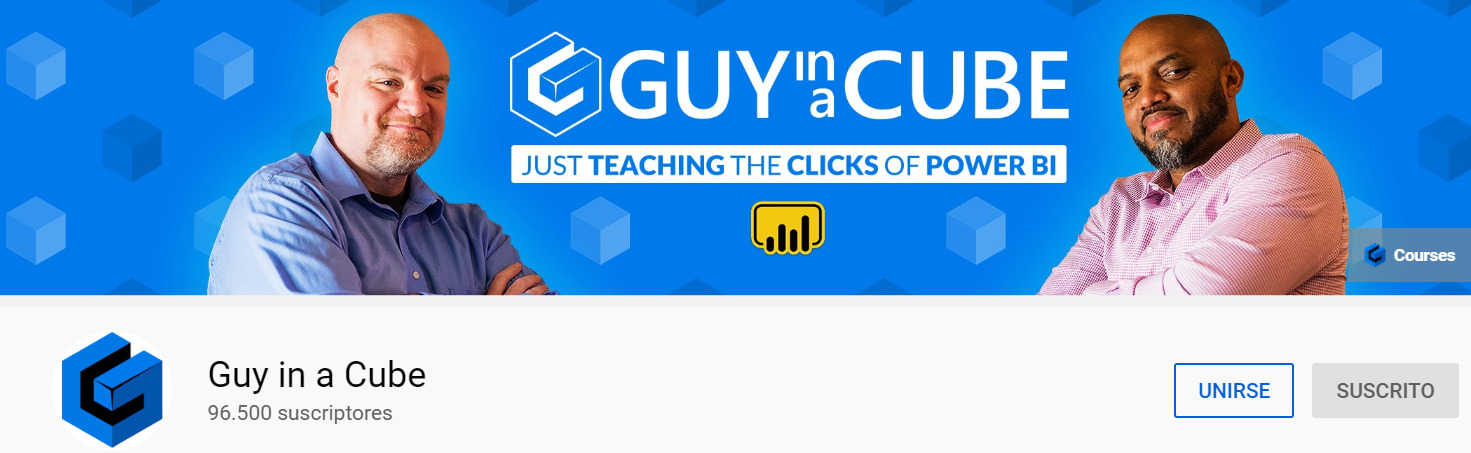 GUY in a CUBE
JUST TEACHING THE CLICKS OF POWER BI
Courses
Guy in a Cube
96.500 suscriptores
UNIRSE
SUSCRITO